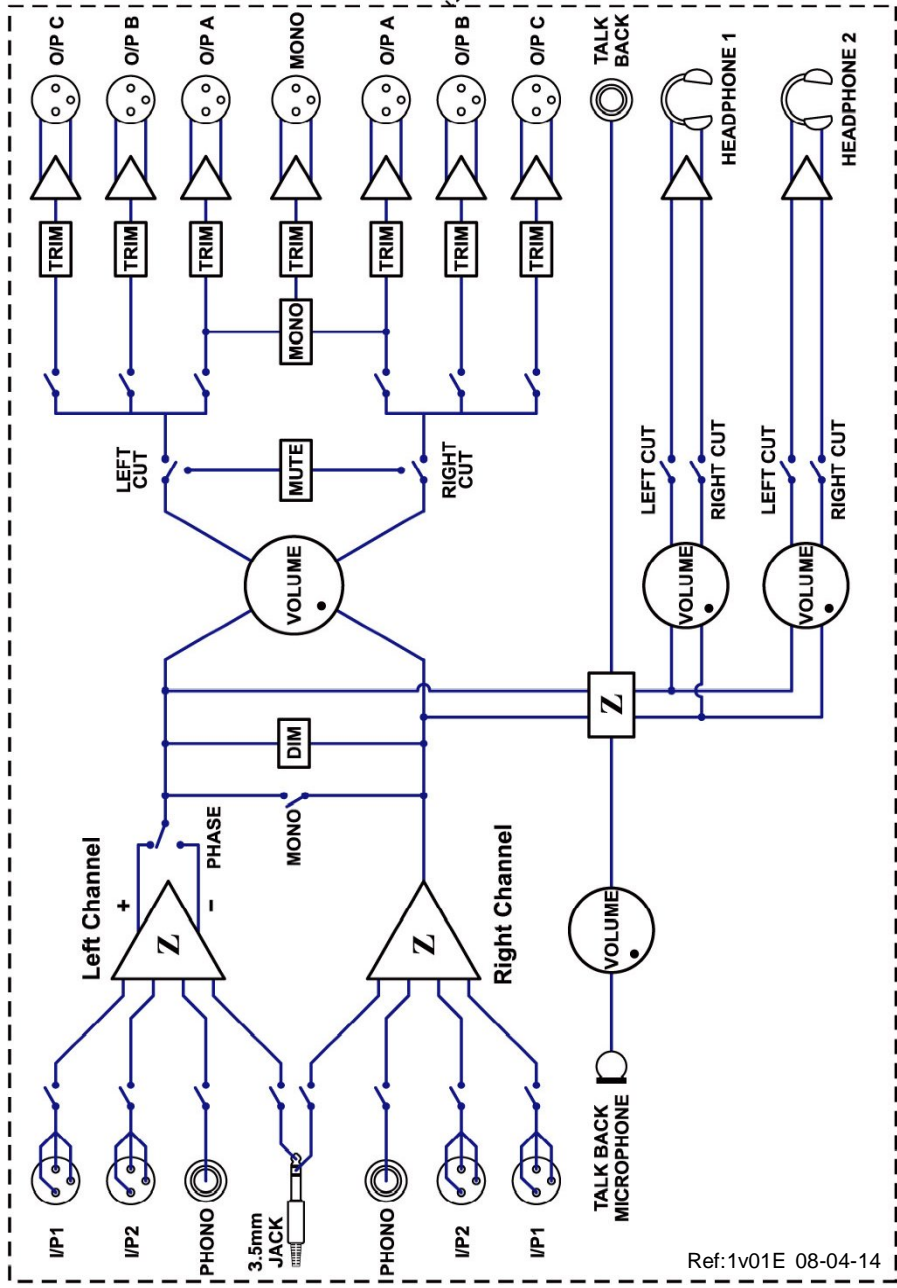 I/P1
I/P2
PHONO
3.5mm
JACK
PHONO
I/P2
I/P1
TALK BACK
MICROPHONE
Left Channel
+
−
Z
PHASE
MONO
DIM
Z
Right Channel
VOLUME
Z
VOLUME
LEFT
CUT
MUTE
RIGHT
CUT
MONO
TRIM
TRIM
TRIM
TRIM
TRIM
TRIM
TRIM
O/P C
O/P B
O/P A
MONO
O/P A
O/P B
O/P C
TALK
BACK
VOLUME
LEFT CUT
RIGHT CUT
HEADPHONE 1
VOLUME
LEFT CUT
RIGHT CUT
HEADPHONE 2
Ref:1v01E 08-04-14